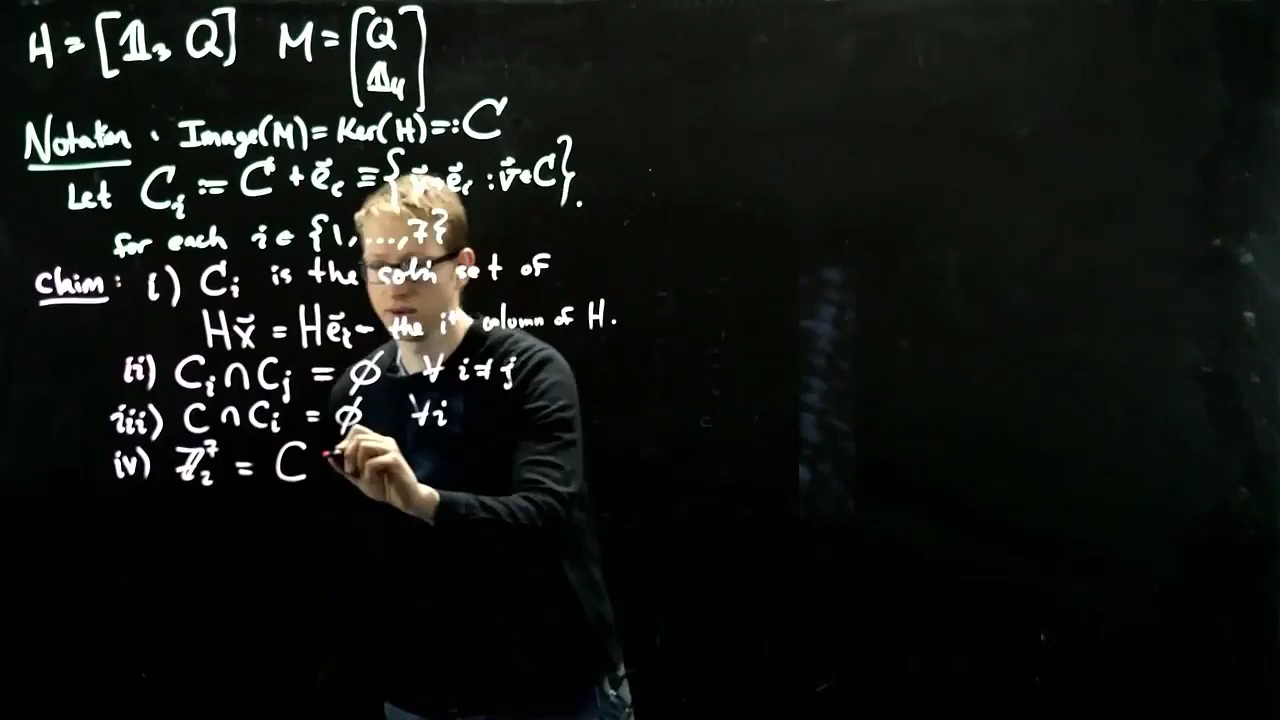 H = [𝟙₃ Q] M = [Q 𝟙₄]
Notation: Image(M) = Ker(H) =: C
Let Cᵢ := C + e⃗ᵢ ≡ {v⃗ + e⃗ᵢ : v⃗ ∈ C}.
for each i ∈ {1, ..., 7}
Claim: i) Cᵢ is the sol'n set of
Hx⃗ = He⃗ᵢ - the iᵗʰ column of H.
ii) Cᵢ ∩ Cⱼ = ∅ ∀ i ≠ j
iii) C ∩ Cᵢ = ∅ ∀i
iv) ℤ₂⁷ = C